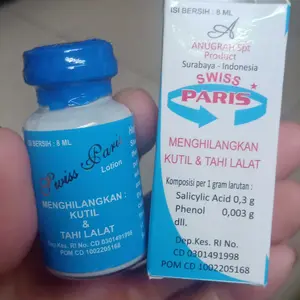 ISI BERSIH : 8 ML
Swiss Paris
Lotion
MENGHILANGKAN :
KUTIL
&
TAHI LALAT
Dep.Kes. RI No. CD 0301491998
POM CD 1002205168
ISI BERSIH : 8 ML
A
ANUGRAH Spt
Product
Surabaya - Indonesia
SWISS
PARIS
MENGHILANGKAN
KUTIL & TAHI LALAT
Komposisi per 1 gram larutan :
Salicylic Acid 0,3 g
Phenol 0,003 g
dll.
Dep.Kes. RI No.
CD 0301491998
POM CD 1002205168